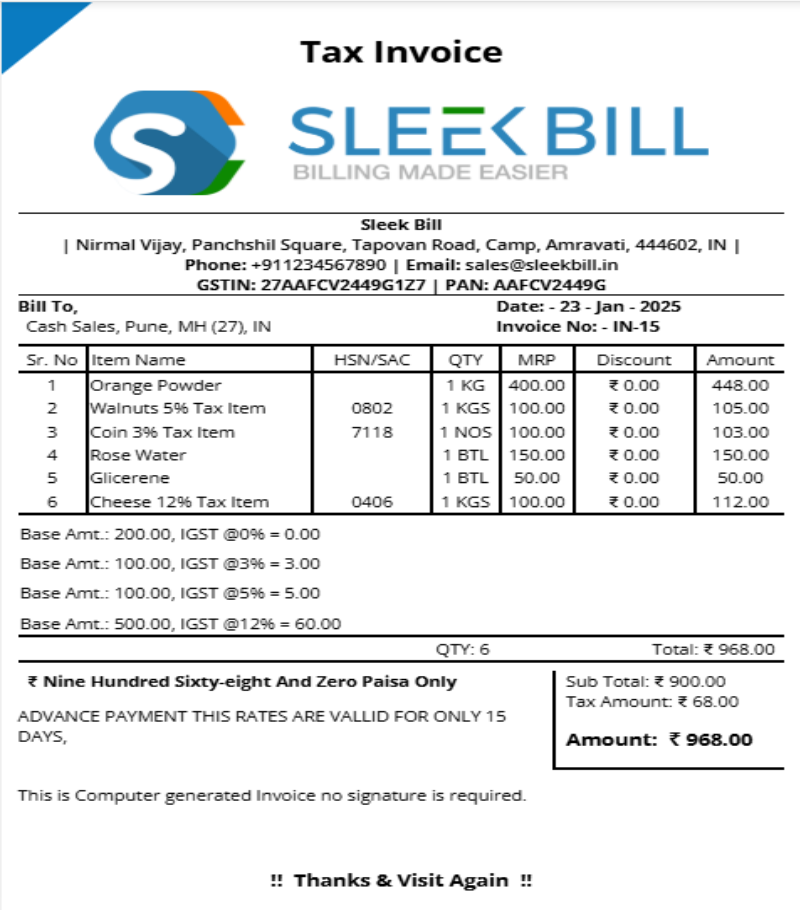 Tax Invoice
SLEEK BILL
BILLING MADE EASIER
Sleek Bill
| Nirmal Vijay, Panchshil Square, Tapovan Road, Camp, Amravati, 444602, IN |
Phone: +911234567890 | Email: sales@sleekbill.in
GSTIN: 27AAFCV2449G1Z7 | PAN: AAFCV2449G
Bill To, Date: - 23 - Jan - 2025
Cash Sales, Pune, MH (27), IN Invoice No: - IN-15
Sr. No Item Name HSN/SAC QTY MRP Discount Amount
1 Orange Powder 1 KG 400.00 ₹ 0.00 448.00
2 Walnuts 5% Tax Item 0802 1 KGS 100.00 ₹ 0.00 105.00
3 Coin 3% Tax Item 7118 1 NOS 100.00 ₹ 0.00 103.00
4 Rose Water 1 BTL 150.00 ₹ 0.00 150.00
5 Glicerene 1 BTL 50.00 ₹ 0.00 50.00
6 Cheese 12% Tax Item 0406 1 KGS 100.00 ₹ 0.00 112.00
Base Amt.: 200.00, IGST @0% = 0.00
Base Amt.: 100.00, IGST @3% = 3.00
Base Amt.: 100.00, IGST @5% = 5.00
Base Amt.: 500.00, IGST @12% = 60.00
QTY: 6 Total: ₹ 968.00
₹ Nine Hundred Sixty-eight And Zero Paisa Only
ADVANCE PAYMENT THIS RATES ARE VALLID FOR ONLY 15
DAYS,
Sub Total: ₹ 900.00
Tax Amount: ₹ 68.00
Amount: ₹ 968.00
This is Computer generated Invoice no signature is required.
!! Thanks & Visit Again !!